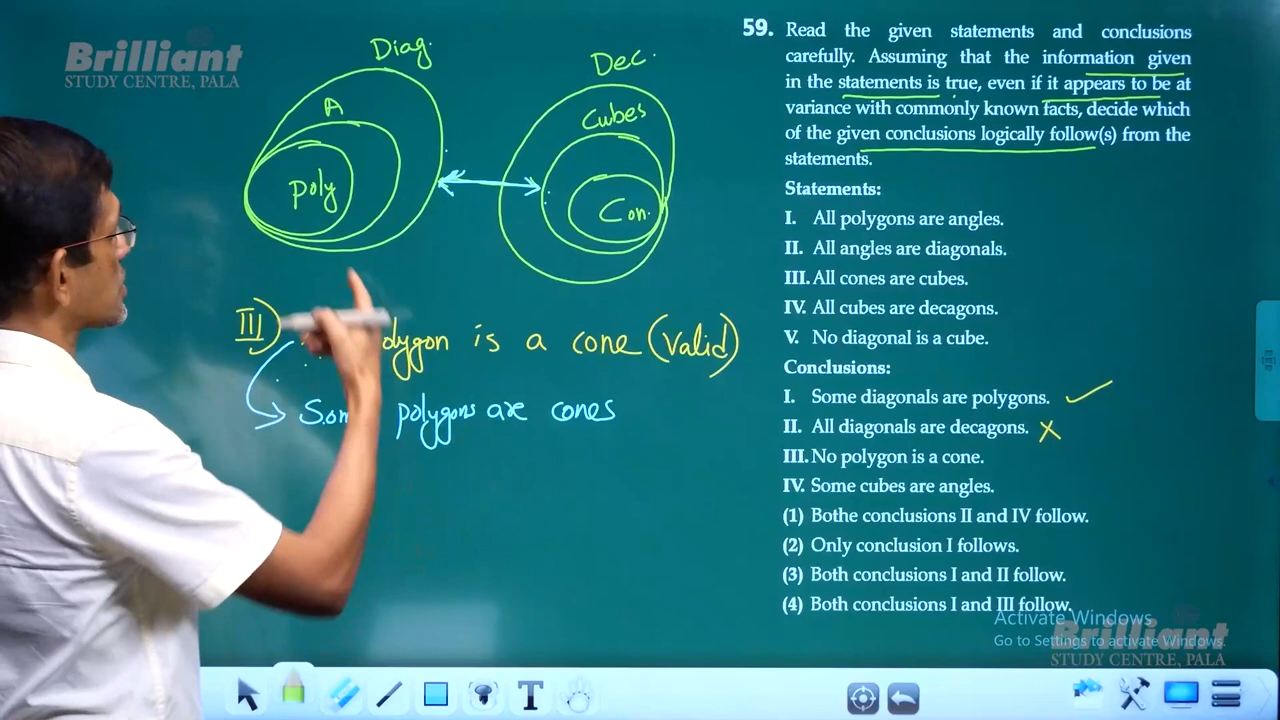 Brilliant
STUDY CENTRE, PALA
Diag.
A
Poly
Dec.
Cubes
Con.
III)
olygon is a cone (Valid)
Som polygons are cones
59. Read the given statements and conclusions
carefully. Assuming that the information given
in the statements is true, even if it appears to be at
variance with commonly known facts, decide which
of the given conclusions logically follow(s) from the
statements.
Statements:
I. All polygons are angles.
II. All angles are diagonals.
III. All cones are cubes.
IV. All cubes are decagons.
V. No diagonal is a cube.
Conclusions:
I. Some diagonals are polygons.
II. All diagonals are decagons.
III. No polygon is a cone.
IV. Some cubes are angles.
(1) Bothe conclusions II and IV follow.
(2) Only conclusion I follows.
(3) Both conclusions I and II follow.
(4) Both conclusions I and III follow.
Activate Windows
Go to Settings to activate Windows.
Brilliant
STUDY CENTRE, PALA
T